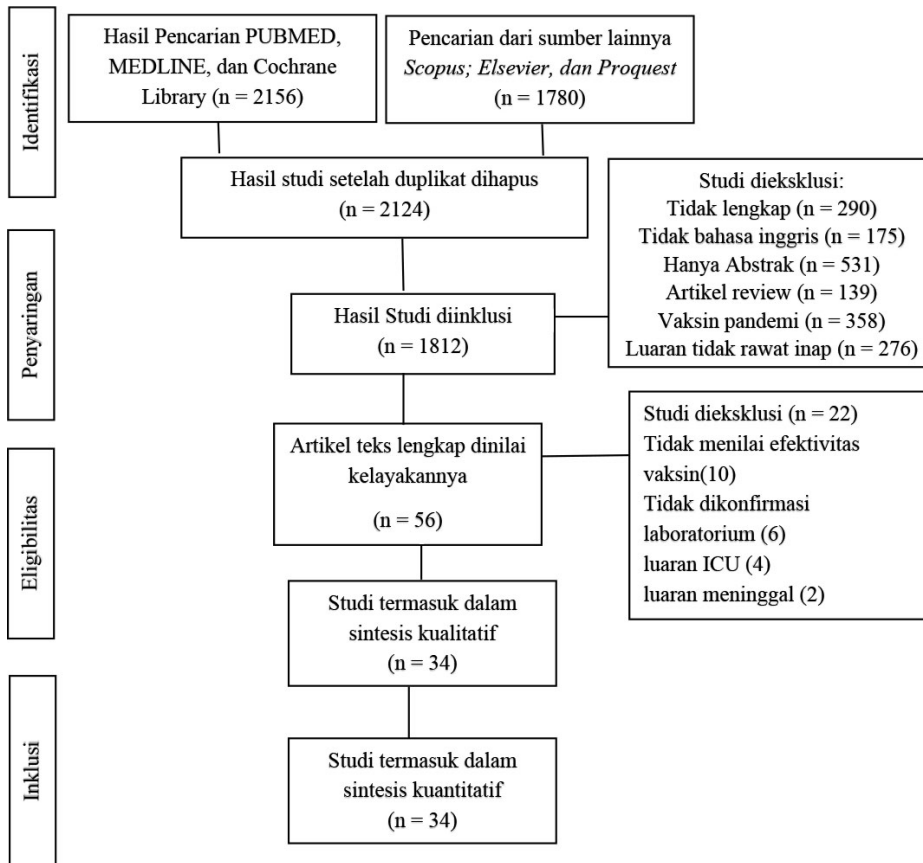 Identifikasi
Hasil Pencarian PUBMED,
MEDLINE, dan Cochrane
Library (n = 2156)
Pencarian dari sumber lainnya
Scopus; Elsevier, dan Proquest
(n = 1780)
Hasil studi setelah duplikat dihapus
(n = 2124)
Penyaringan
Studi dieksklusi:
Tidak lengkap (n = 290)
Tidak bahasa inggris (n = 175)
Hanya Abstrak (n = 531)
Artikel review (n = 139)
Vaksin pandemi (n = 358)
Luaran tidak rawat inap (n = 276)
Hasil Studi diinklusi
(n = 1812)
Eligibilitas
Artikel teks lengkap dinilai
kelayakannya
(n = 56)
Studi dieksklusi (n = 22)
Tidak menilai efektivitas
vaksin(10)
Tidak dikonfirmasi
laboratorium (6)
luaran ICU (4)
luaran meninggal (2)
Studi termasuk dalam
sintesis kualitatif
(n = 34)
Inklusi
Studi termasuk dalam
sintesis kuantitatif
(n = 34)